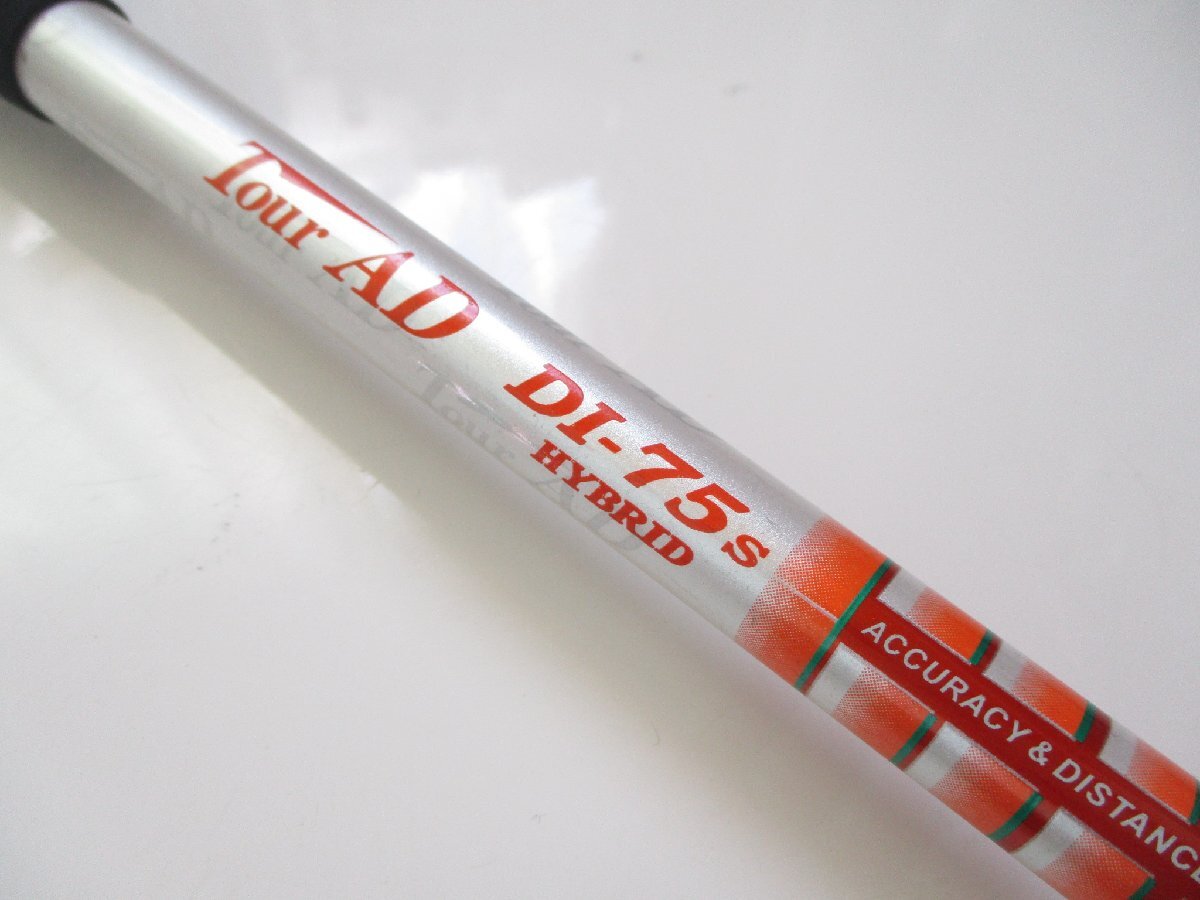 Tour AD DI-75s
HYBRID
ACCURACY & DISTANCE